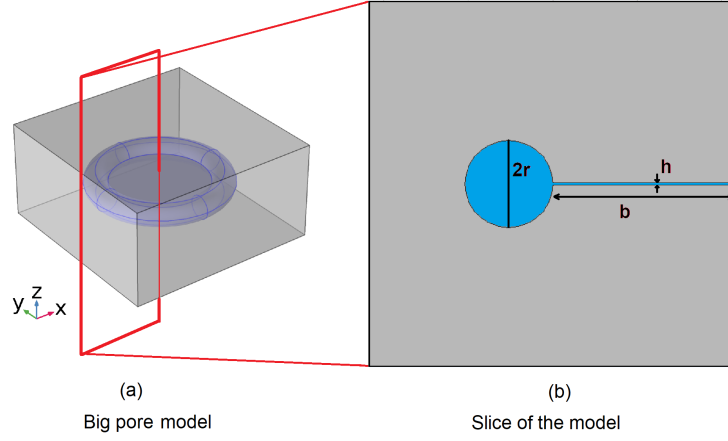 2r
h
b
y
z
x
(a)
(b)
Big pore model
Slice of the model